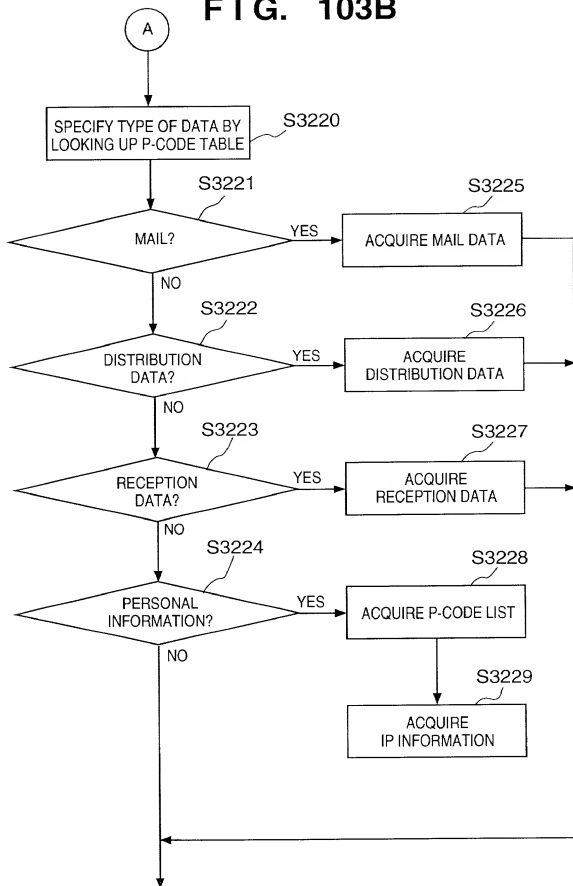 FIG. 103B
A
SPECIFY TYPE OF DATA BY
LOOKING UP P-CODE TABLE
S3220
S3221
MAIL?
YES
NO
S3225
ACQUIRE MAIL DATA
S3222
DISTRIBUTION
DATA?
YES
NO
S3226
ACQUIRE
DISTRIBUTION DATA
S3223
RECEPTION
DATA?
YES
NO
S3227
ACQUIRE
RECEPTION DATA
S3224
PERSONAL
INFORMATION?
YES
NO
S3228
ACQUIRE P-CODE LIST
S3229
ACQUIRE
IP INFORMATION